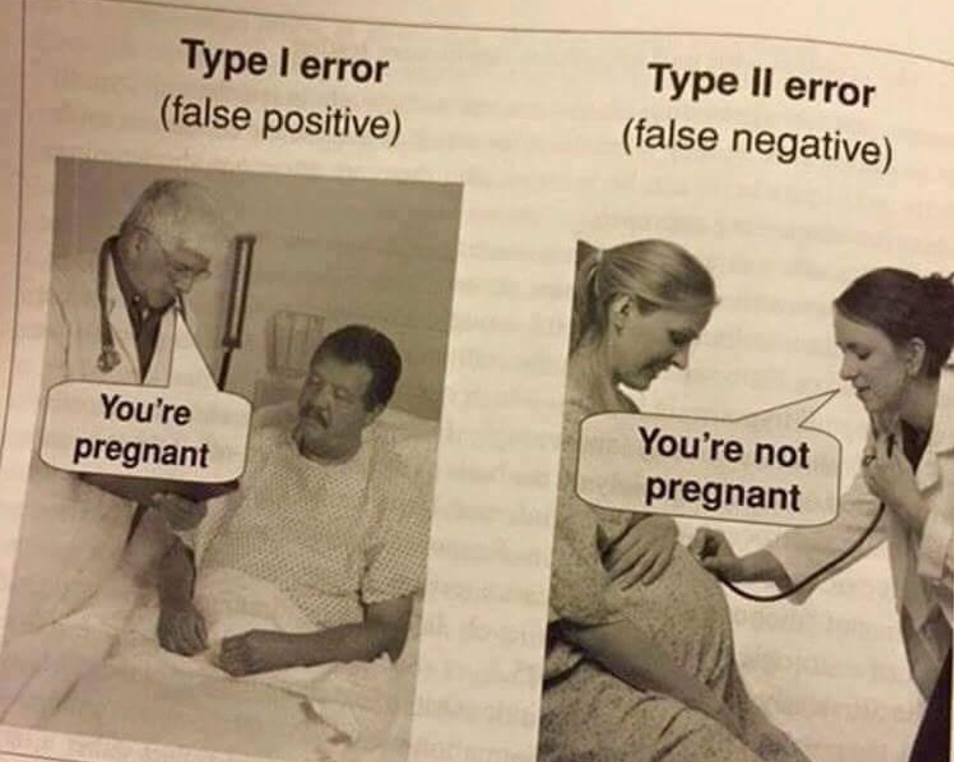 Type I error
(false positive)
You're
pregnant
Type II error
(false negative)
You're not
pregnant